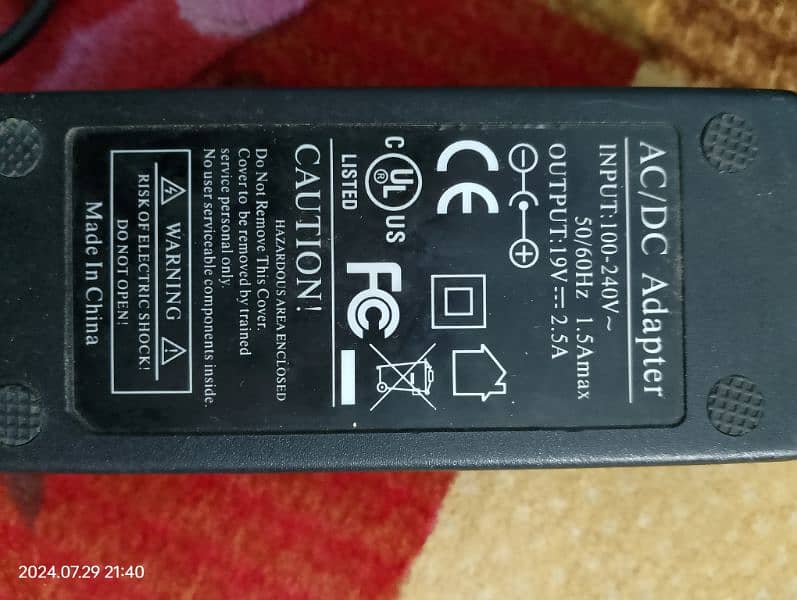 AC/DC Adapter
INPUT:100-240V~
50/60Hz 1.5Amax
OUTPUT:19V⎓2.5A
CE
C UL US
®
LISTED
FC
CAUTION!
HAZARDOUS AREA ENCLOSED
Do Not Remove This Cover.
Cover to be removed by trained
service personal only.
No user serviceable components inside.
WARNING
RISK OF ELECTRIC SHOCK!
DO NOT OPEN!
Made In China
2024.07.29 21:40